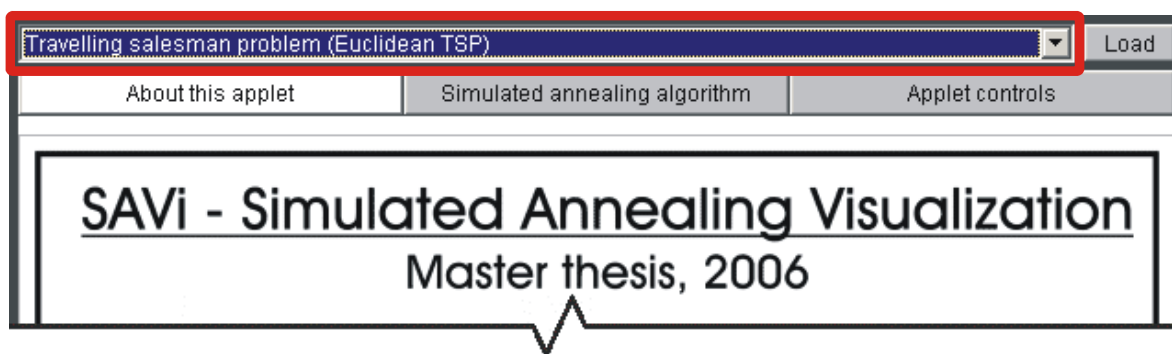 Travelling salesman problem (Euclidean TSP)
Load
About this applet
Simulated annealing algorithm
Applet controls
SAVi - Simulated Annealing Visualization
Master thesis, 2006